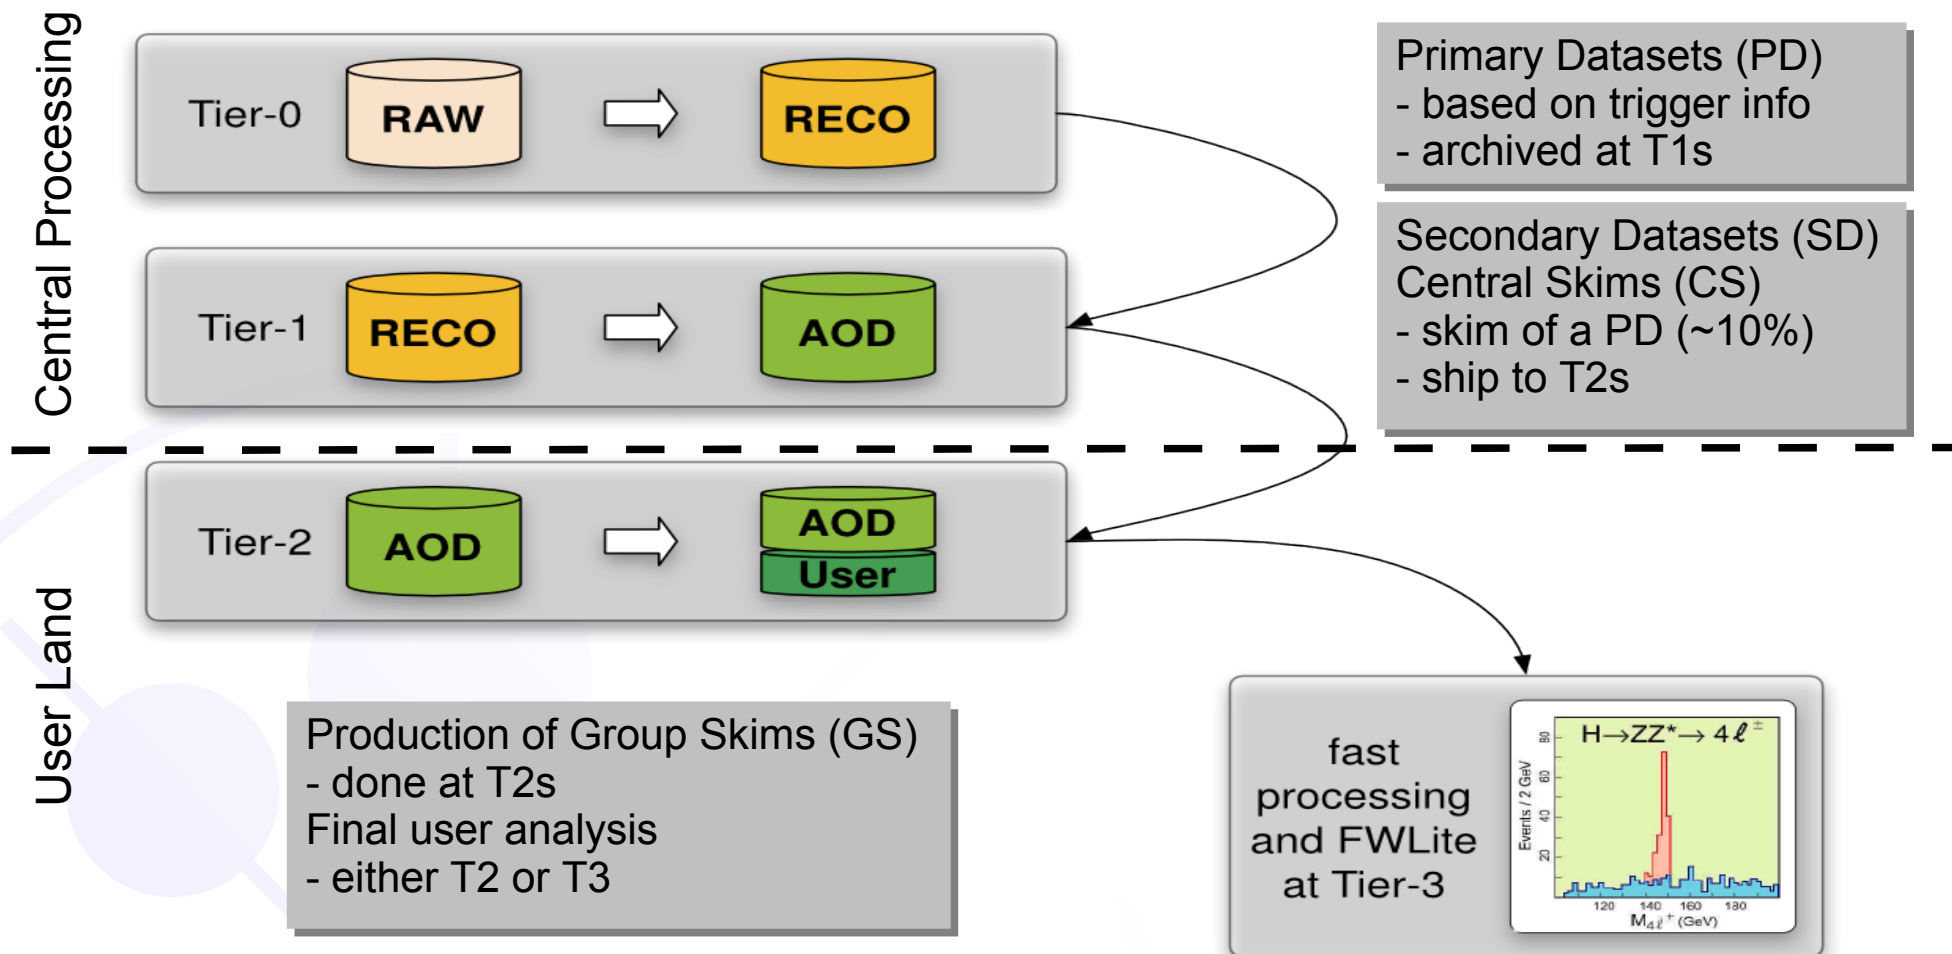 Central Processing
Tier-0
RAW
RECO
Primary Datasets (PD)
- based on trigger info
- archived at T1s
Tier-1
RECO
AOD
Secondary Datasets (SD)
Central Skims (CS)
- skim of a PD (~10%)
- ship to T2s
User Land
Tier-2
AOD
AOD
User
Production of Group Skims (GS)
- done at T2s
Final user analysis
- either T2 or T3
fast
processing
and FWLite
at Tier-3
H→ZZ*→ 4ℓ±
Events / 2 GeV
80
60
40
20
120 140 160 180
M4ℓ+ (GeV)